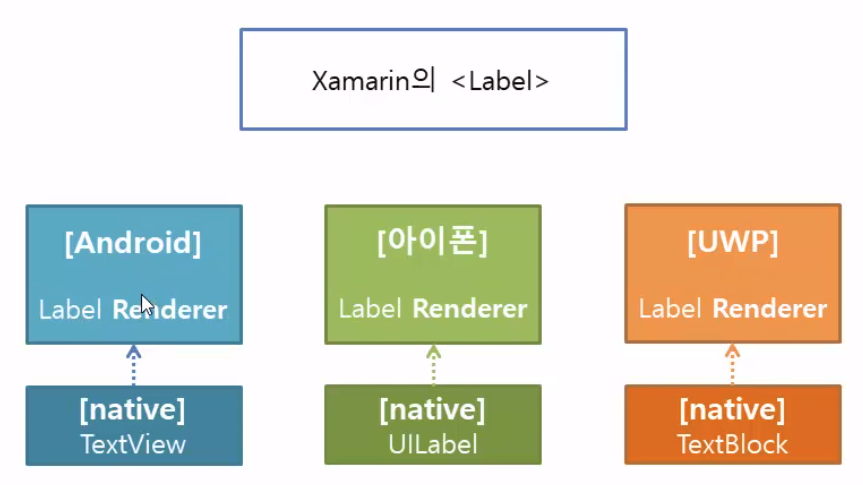 Xamarin의 <Label>
[Android]
Label Renderer
[native]
TextView
[아이폰]
Label Renderer
[native]
UILabel
[UWP]
Label Renderer
[native]
TextBlock